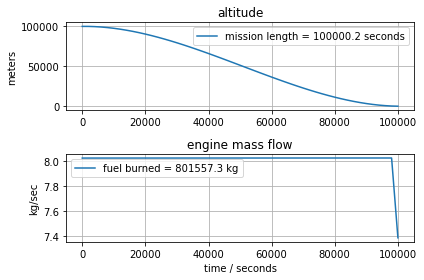 altitude
100000
mission length = 100000.2 seconds
meters
50000
0
0
20000
40000
60000
80000
100000
engine mass flow
8.0
fuel burned = 801557.3 kg
kg/sec
7.8
7.6
7.4
0
20000
40000
60000
80000
100000
time / seconds